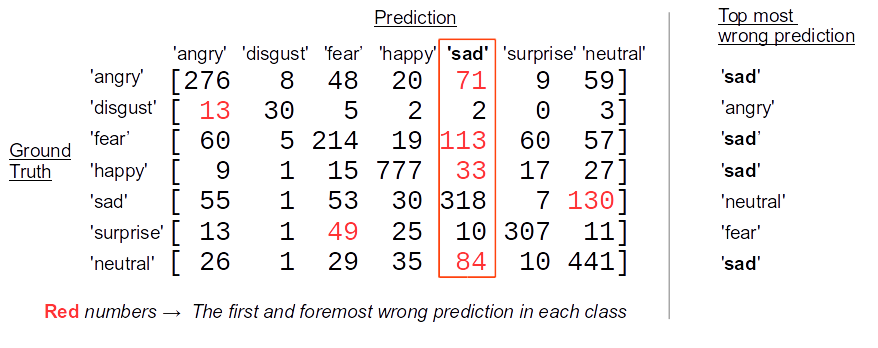 Prediction
Top most
wrong prediction
'angry' 'disgust' 'fear’ 'happy' 'sad' 'surprise' 'neutral'
'angry' [276 8 48 20 71 9 59] 'sad'
'disgust' [ 13 30 5 2 2 0 3] 'angry'
'fear’ [ 60 5 214 19 113 60 57] 'sad’
Ground
Truth
'happy' [ 9 1 15 777 33 17 27] 'sad'
'sad' [ 55 1 53 30 318 7 130] 'neutral'
'surprise' [ 13 1 49 25 10 307 11] 'fear'
'neutral' [ 26 1 29 35 84 10 441] 'sad'
Red numbers → The first and foremost wrong prediction in each class